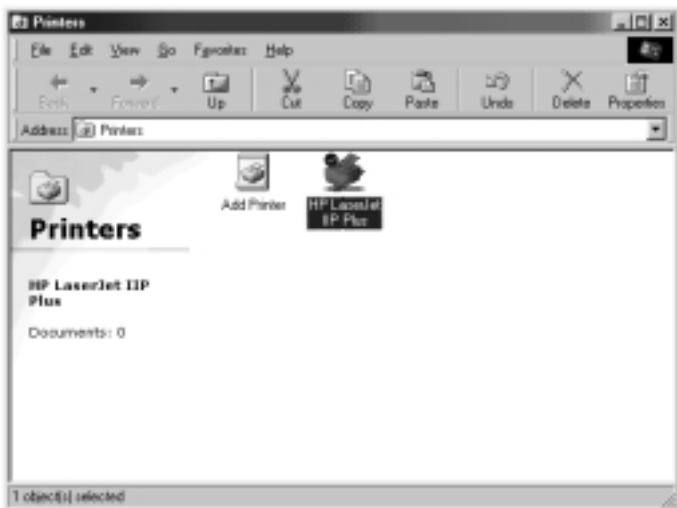 Printers
File Edit View Go Favorites Help
Back Forward Up Cut Copy Paste Undo Delete Properties
Address Printers
Add Printer
HP LaserJet
IIP Plus
Printers
HP LaserJet IIP
Plus
Documents: 0
1 object(s) selected